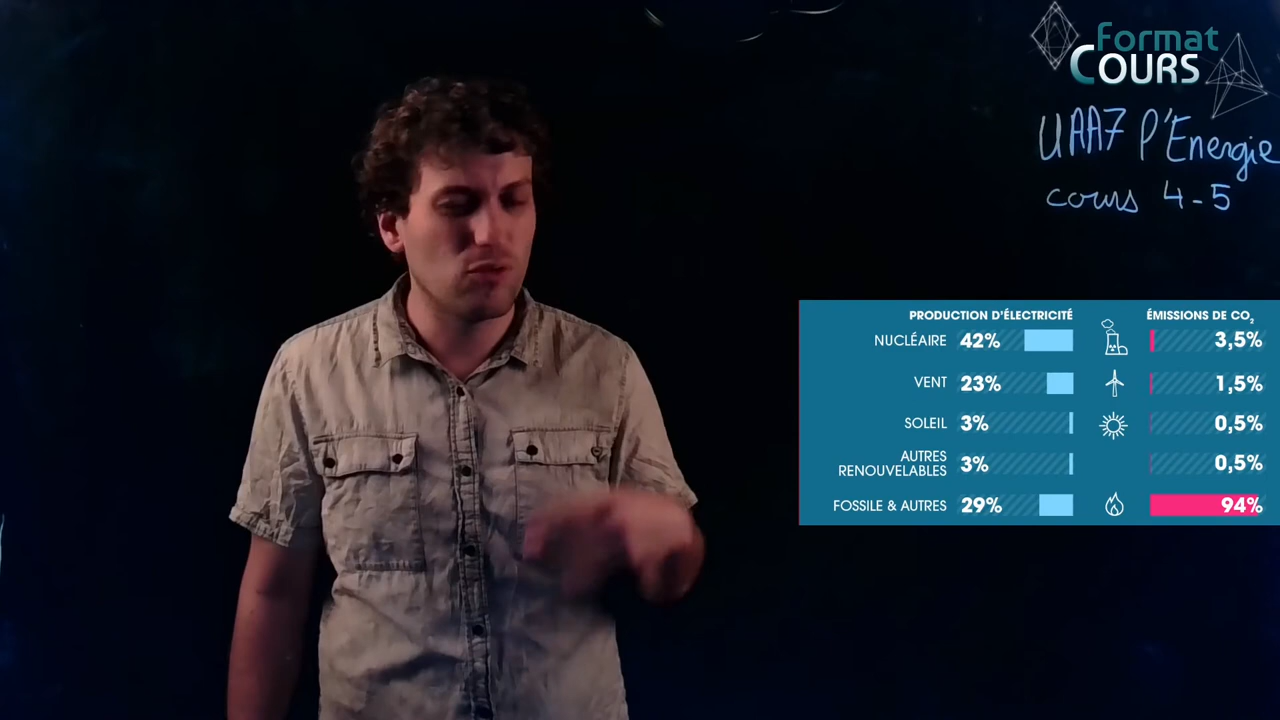 Format
COURS
UAA7 l'Energie
cours 4-5
PRODUCTION D'ÉLECTRICITÉ ÉMISSIONS DE CO₂
NUCLÉAIRE 42% 3,5%
VENT 23% 1,5%
SOLEIL 3% 0,5%
AUTRES
RENOUVELABLES 3% 0,5%
FOSSILE & AUTRES 29% 94%